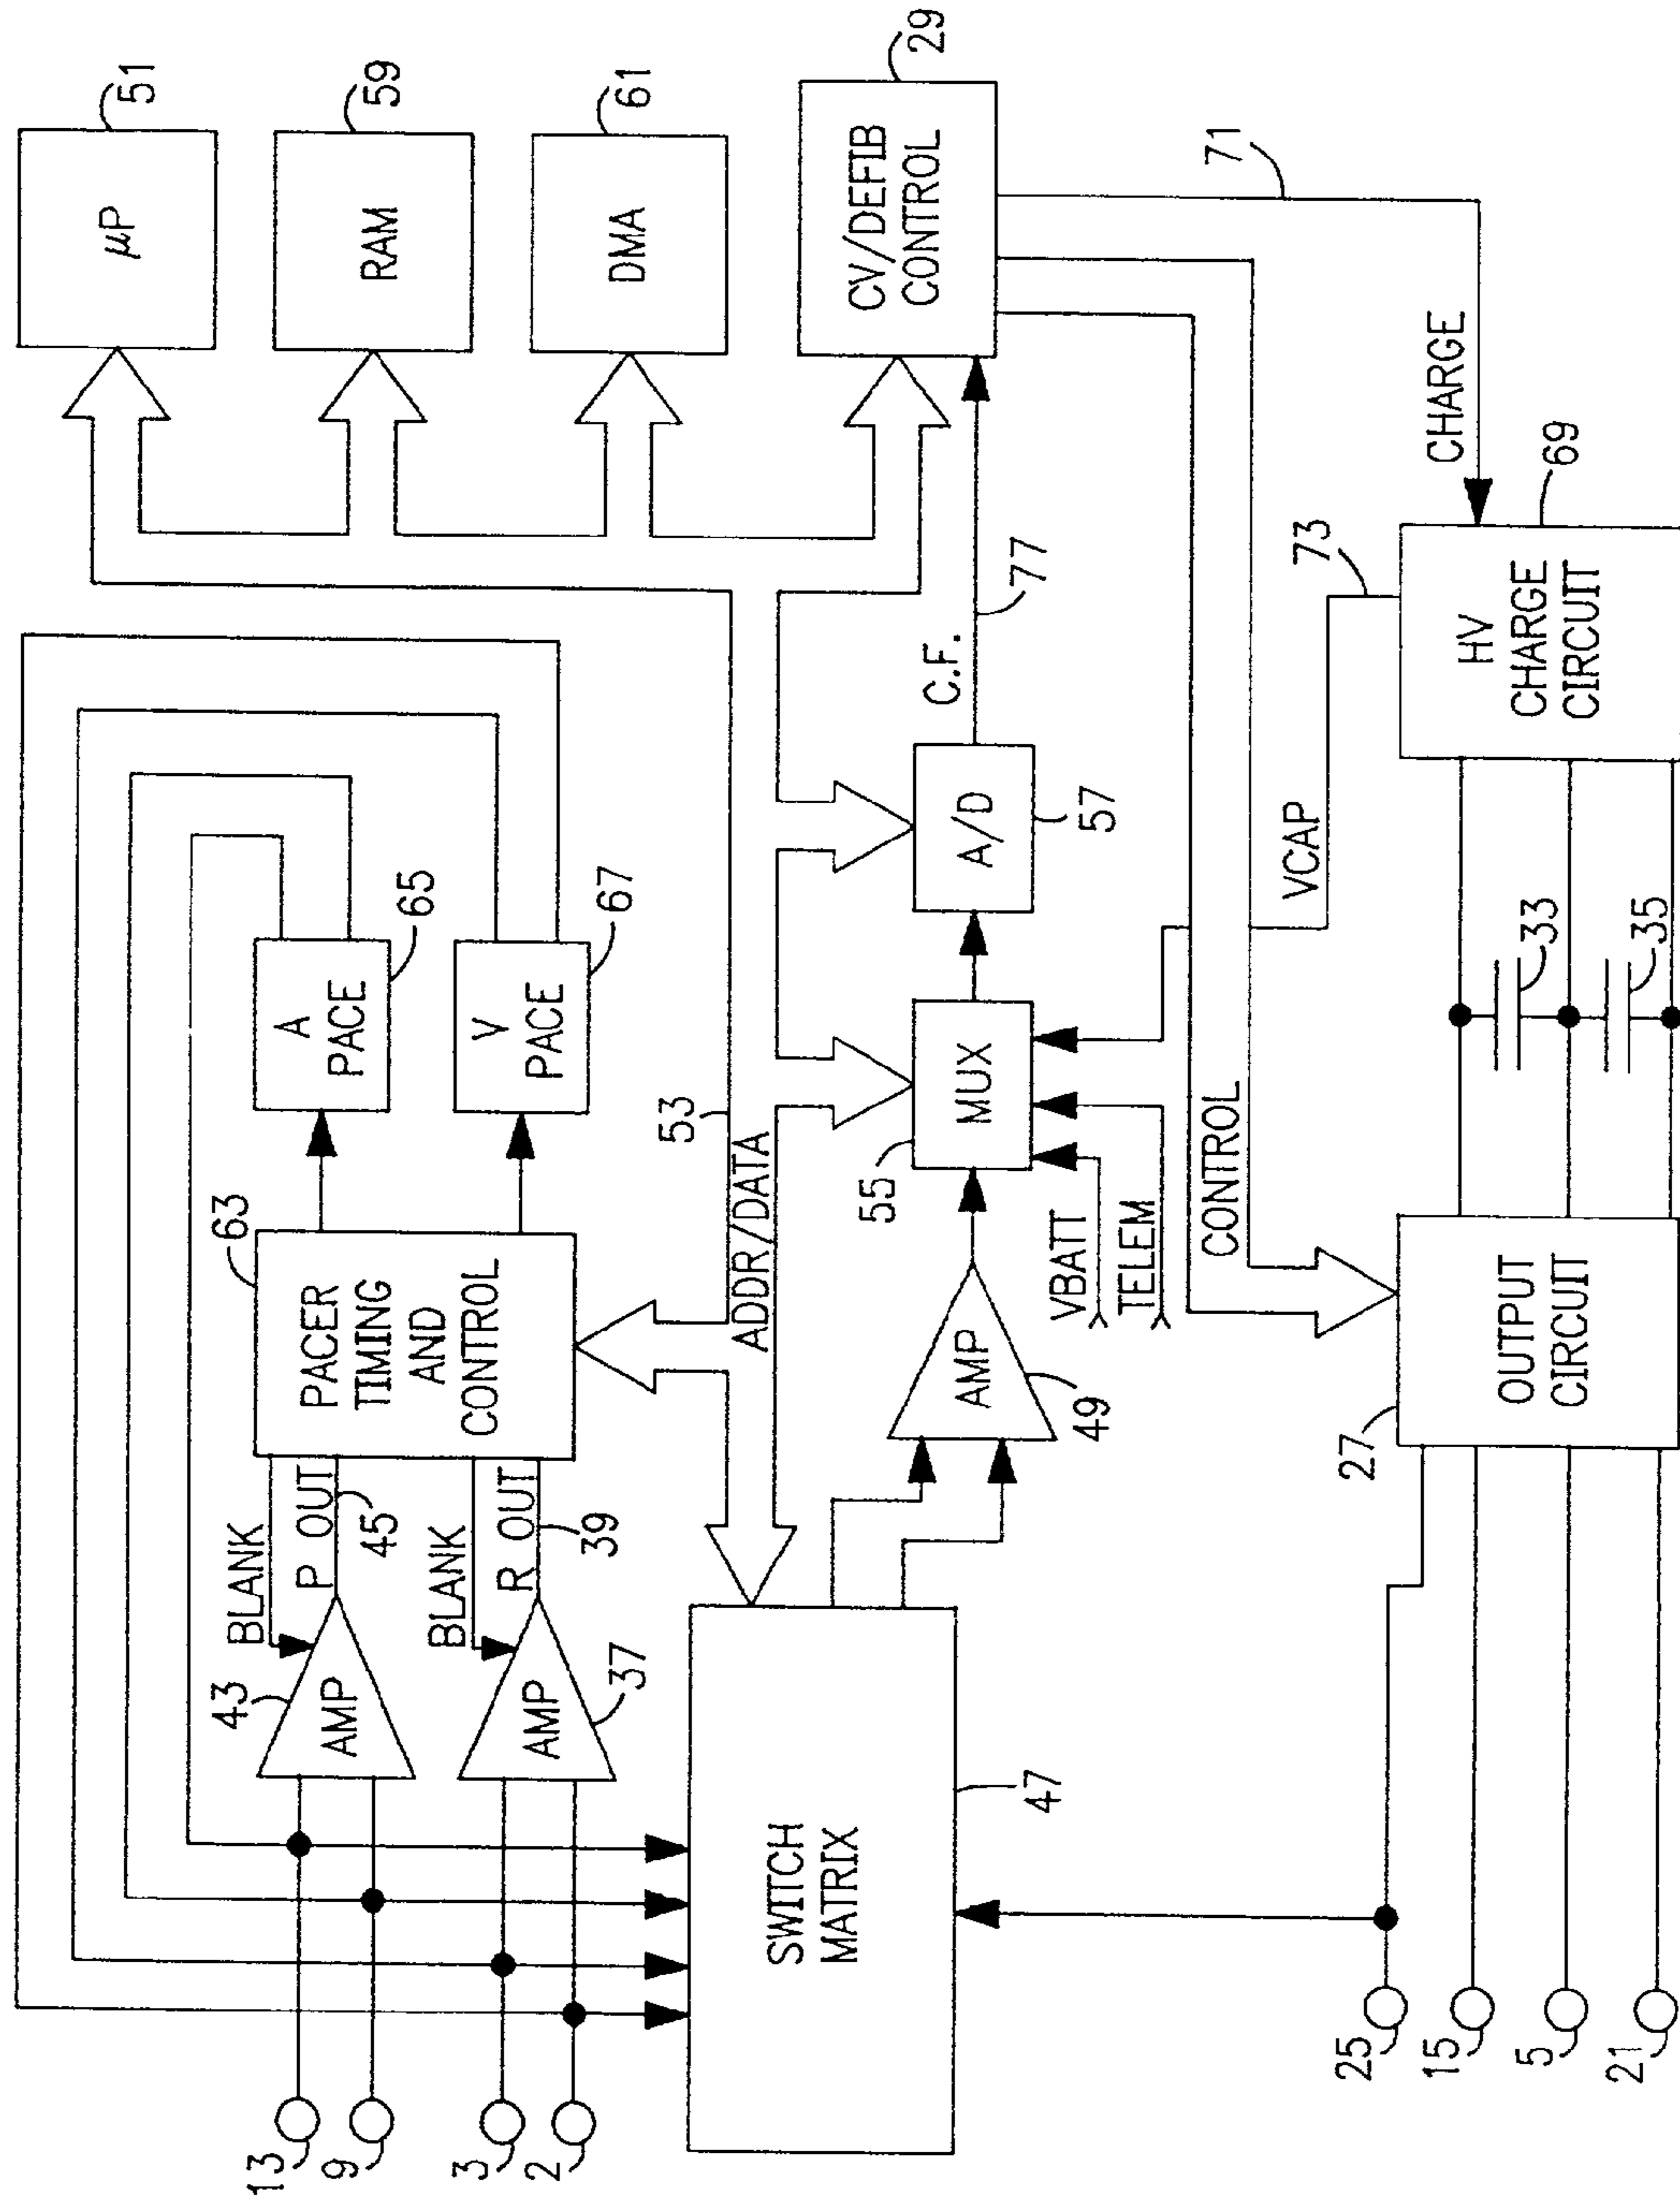 13
9
3
2
43
AMP
BLANK
P OUT
45
37
AMP
BLANK
R OUT
39
63
PACER
TIMING
AND
CONTROL
A
PACE
65
V
PACE
67
51
µP
59
RAM
61
DMA
29
CV/DEFIB
CONTROL
53
ADDR/DATA
SWITCH
MATRIX
47
AMP
49
55
MUX
A/D
57
C.F.
77
VBATT
TELEM
CONTROL
VCAP
73
71
CHARGE
25
15
5
21
27
OUTPUT
CIRCUIT
33
35
HV
CHARGE
CIRCUIT
69